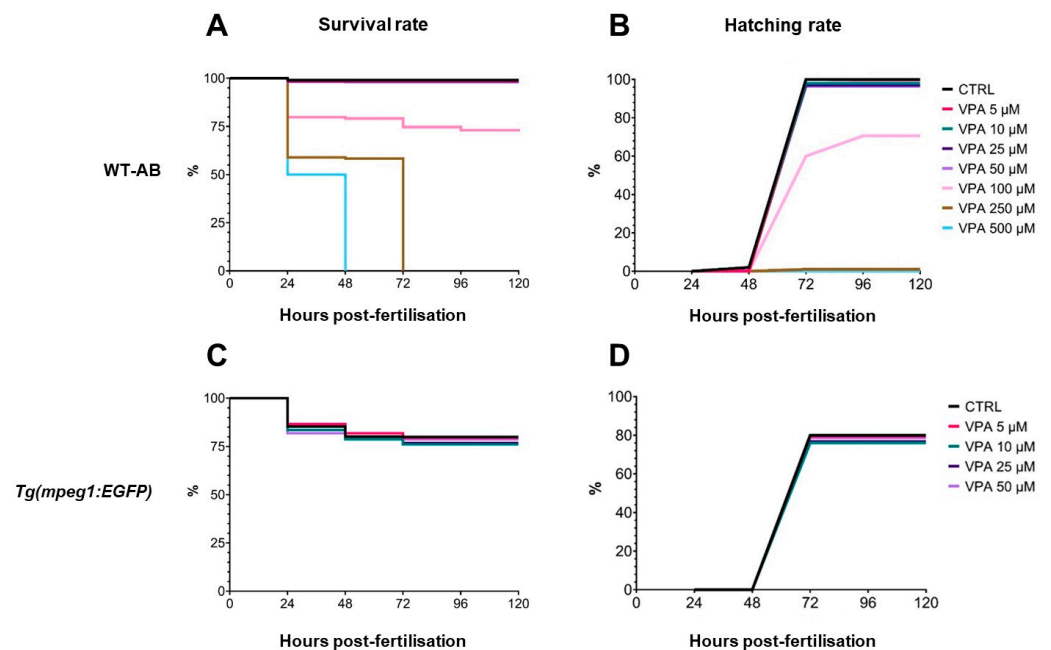 A
Survival rate
B
Hatching rate
WT-AB
%
100
75
50
25
0
0 24 48 72 96 120
Hours post-fertilisation
%
100
80
60
40
20
0
0 24 48 72 96 120
Hours post-fertilisation
CTRL
VPA 5 µM
VPA 10 µM
VPA 25 µM
VPA 50 µM
VPA 100 µM
VPA 250 µM
VPA 500 µM
C
D
Tg(mpeg1:EGFP)
%
100
75
50
25
0
0 24 48 72 96 120
Hours post-fertilisation
%
100
80
60
40
20
0
0 24 48 72 96 120
Hours post-fertilisation
CTRL
VPA 5 µM
VPA 10 µM
VPA 25 µM
VPA 50 µM